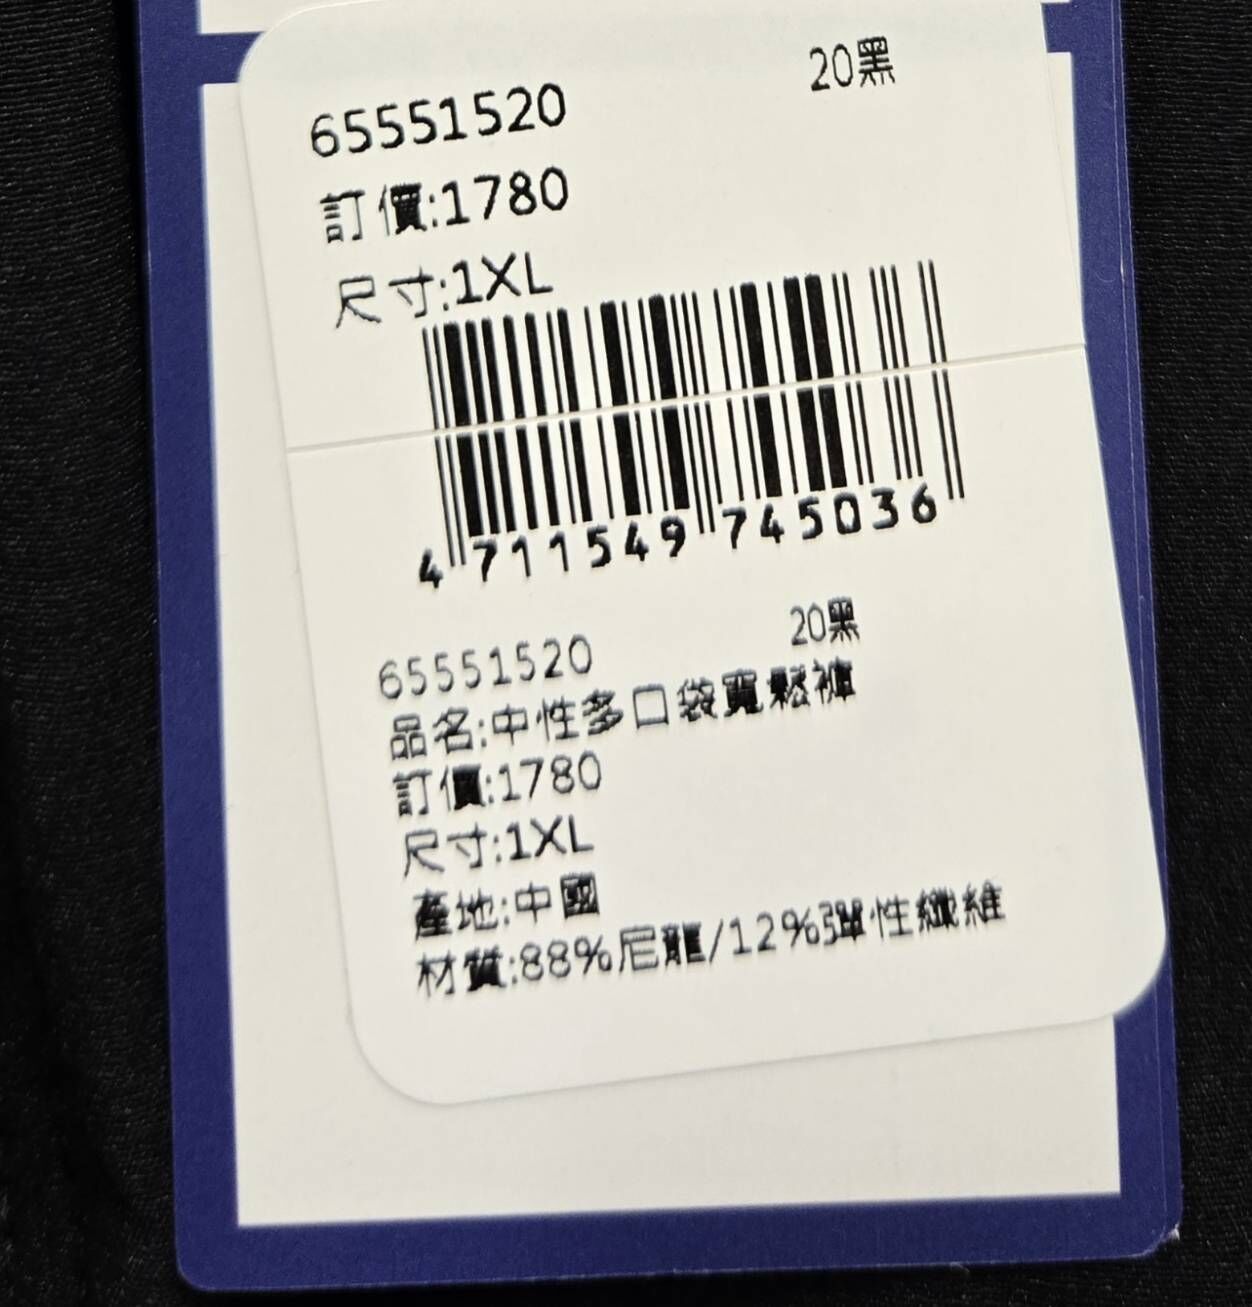 65551520 20黑
訂價:1780
尺寸:1XL
4 711549 745036
65551520 20黑
品名:中性多口袋寬鬆褲
訂價:1780
尺寸:1XL
產地:中國
材質:88%尼龍/12%彈性纖維